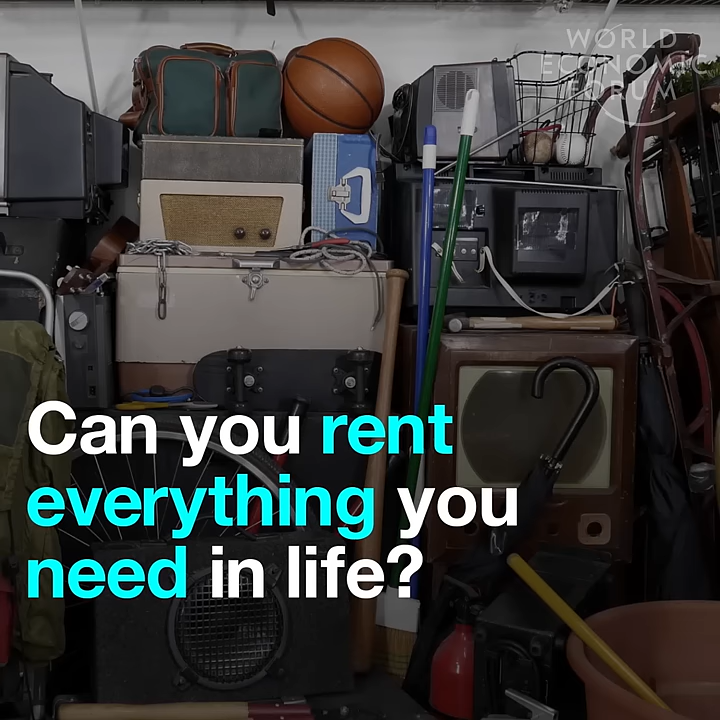 WORLD
ECONOMIC
FORUM
Can you rent
everything you
need in life?